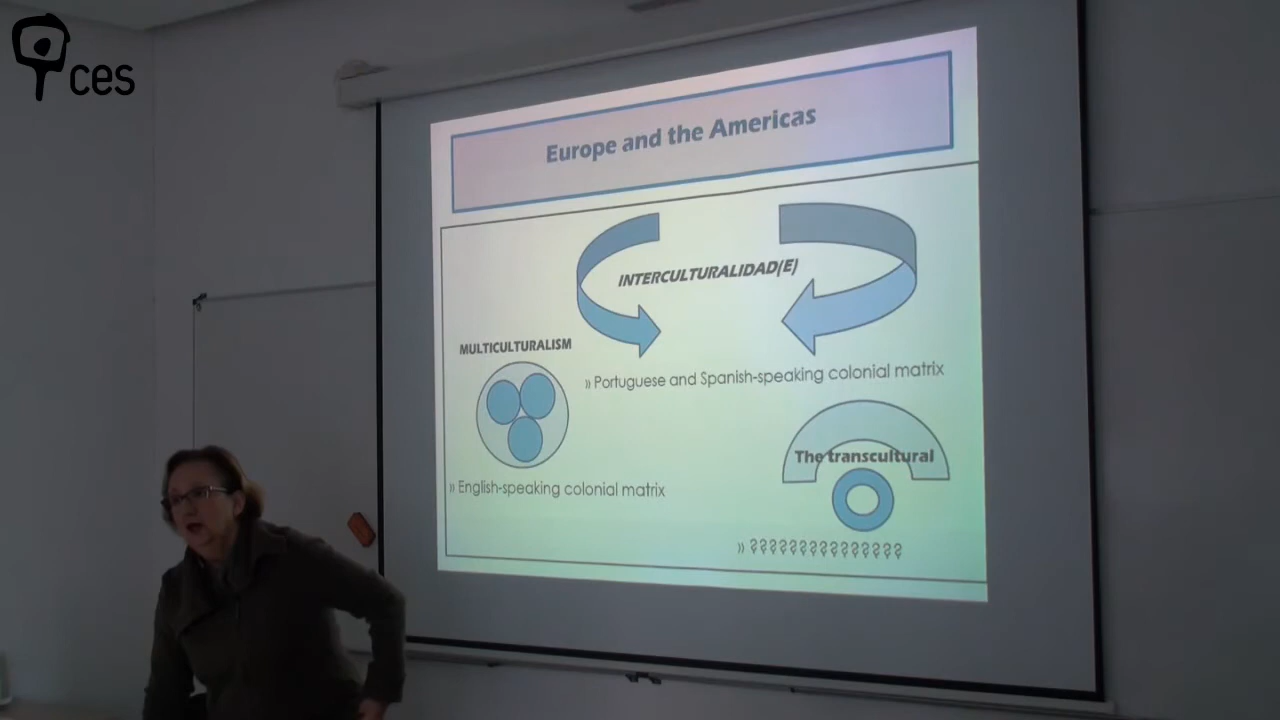 ces
Europe and the Americas
INTERCULTURALIDAD(E)
MULTICULTURALISM
» Portuguese and Spanish-speaking colonial matrix
The transcultural
» English-speaking colonial matrix
» ???????????????